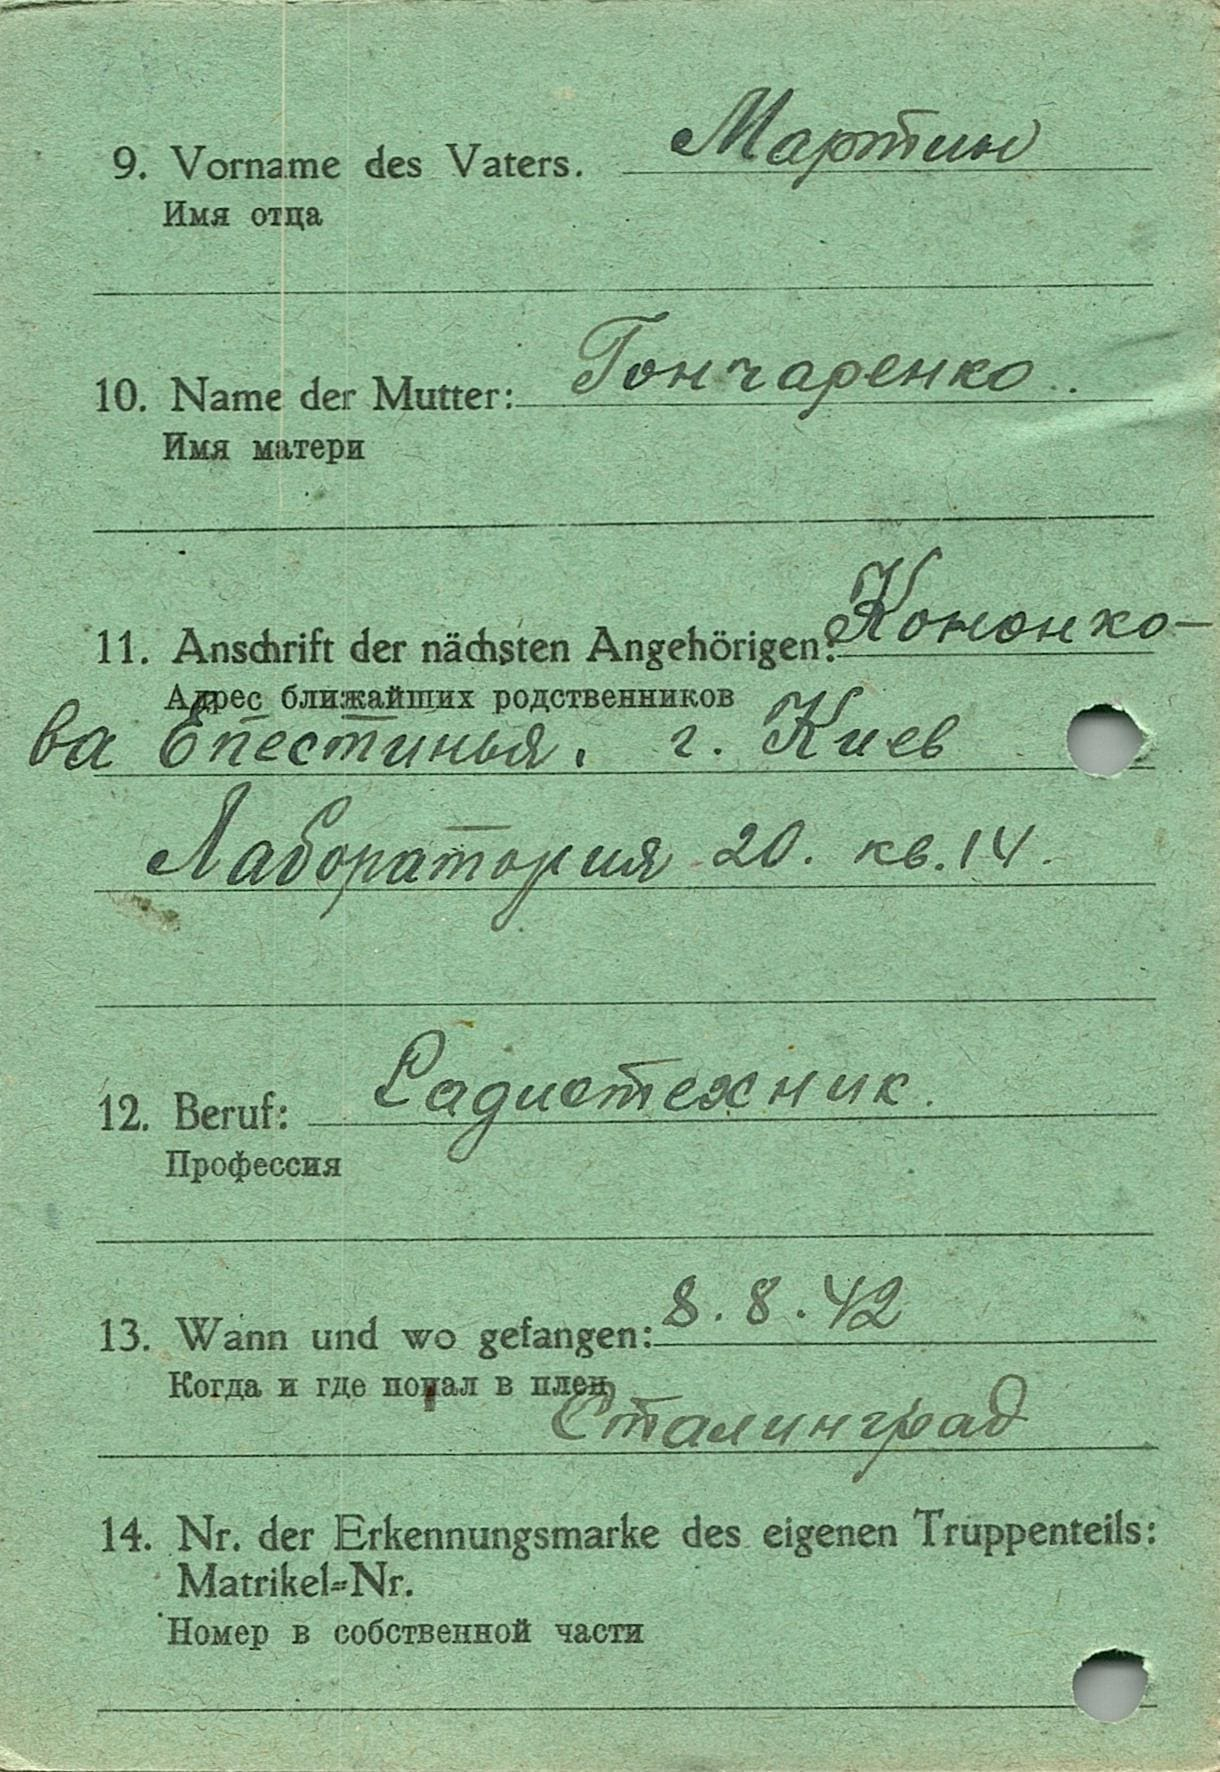 9. Vorname des Vaters. Мартин
Имя отца
10. Name der Mutter: Гончаренко.
Имя матери
11. Anschrift der nächsten Angehörigen: Кононко-
Адрес ближайших родственников
ва Епестинья. г. Киев
Лаборатория 20. кв. 14.
12. Beruf: Радиотехник.
Профессия
13. Wann und wo gefangen: 8. 8. 42
Когда и где попал в плен
Сталинград
14. Nr. der Erkennungsmarke des eigenen Truppenteils:
Matrikel=Nr.
Номер в собственной части